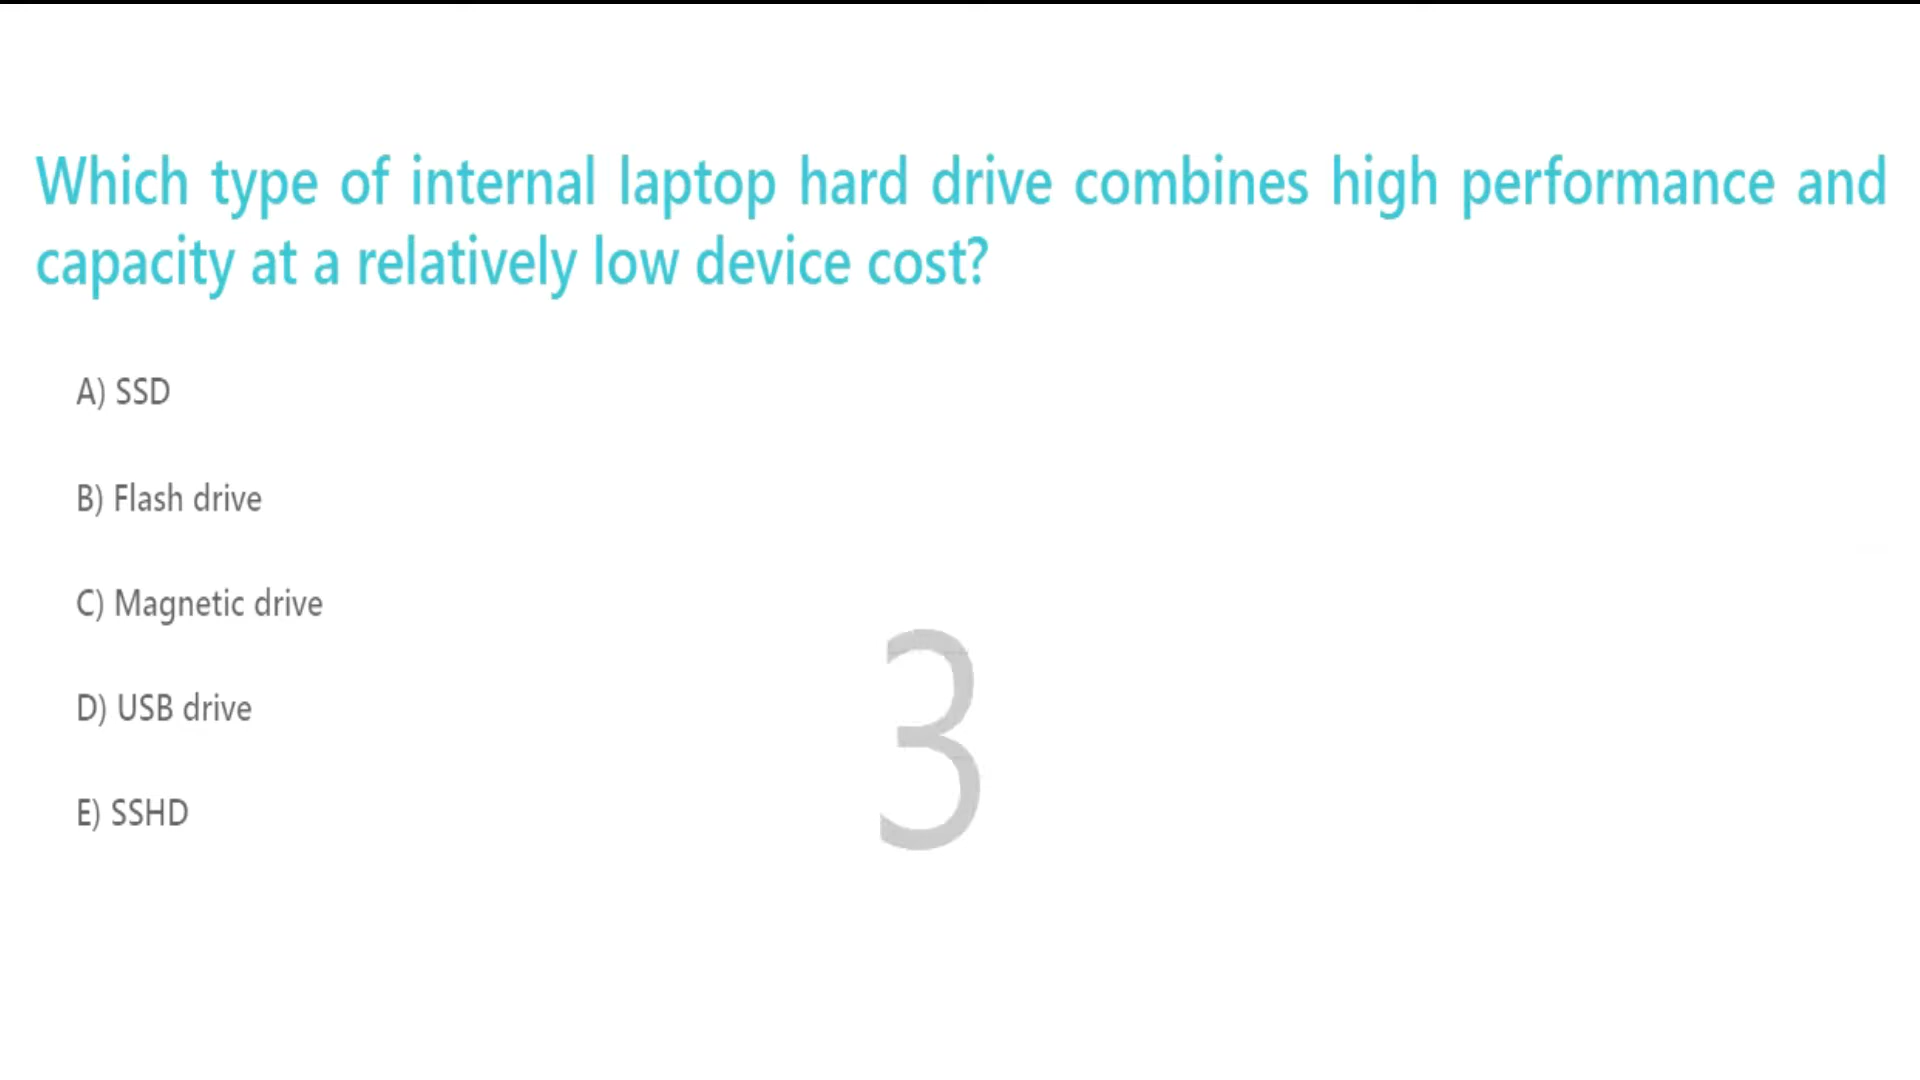 Which type of internal laptop hard drive combines high performance and
capacity at a relatively low device cost?
A) SSD
B) Flash drive
C) Magnetic drive
D) USB drive
E) SSHD
3